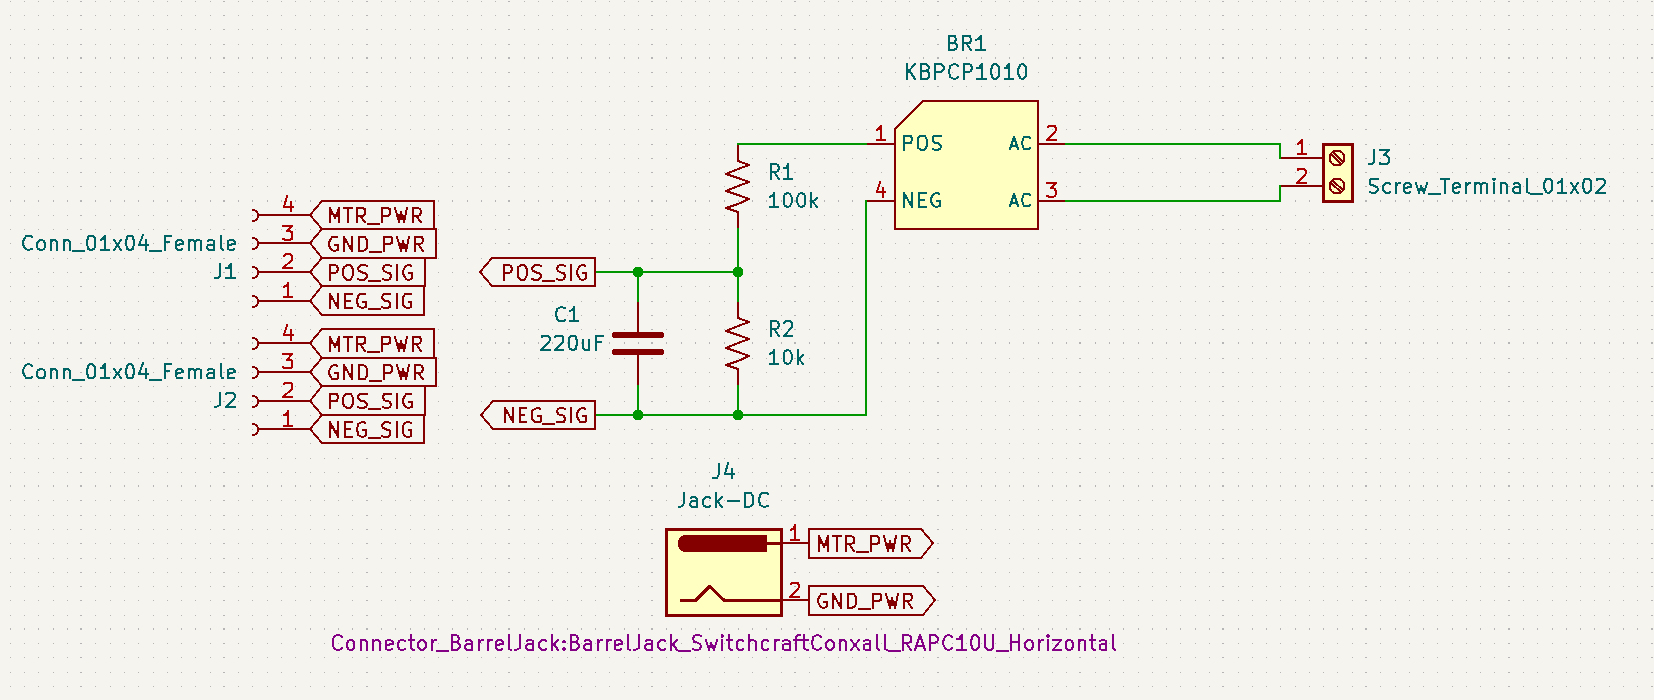 BR1
KBPCP1010
1 POS AC 2
4 NEG AC 3
1
2
J3
Screw_Terminal_01x02
R1
100k
4 MTR_PWR
Conn_01x04_Female 3 GND_PWR
J1 2 POS_SIG
1 NEG_SIG
POS_SIG
C1
220uF
R2
10k
4 MTR_PWR
Conn_01x04_Female 3 GND_PWR
J2 2 POS_SIG
1 NEG_SIG
NEG_SIG
J4
Jack-DC
1 MTR_PWR
2 GND_PWR
Connector_BarrelJack:BarrelJack_SwitchcraftConxall_RAPC10U_Horizontal